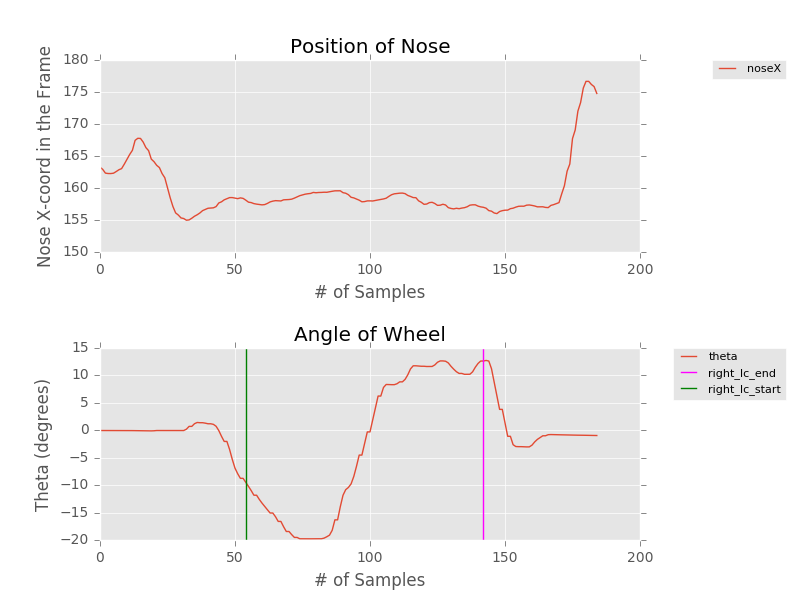 Position of Nose
180
175
170
165
160
155
150
Nose X-coord in the Frame
0 50 100 150 200
# of Samples
noseX
Angle of Wheel
15
10
5
0
−5
−10
−15
−20
Theta (degrees)
0 50 100 150 200
# of Samples
theta
right_lc_end
right_lc_start